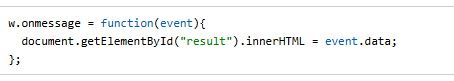 w.onmessage = function(event){
  document.getElementById("result").innerHTML = event.data;
};